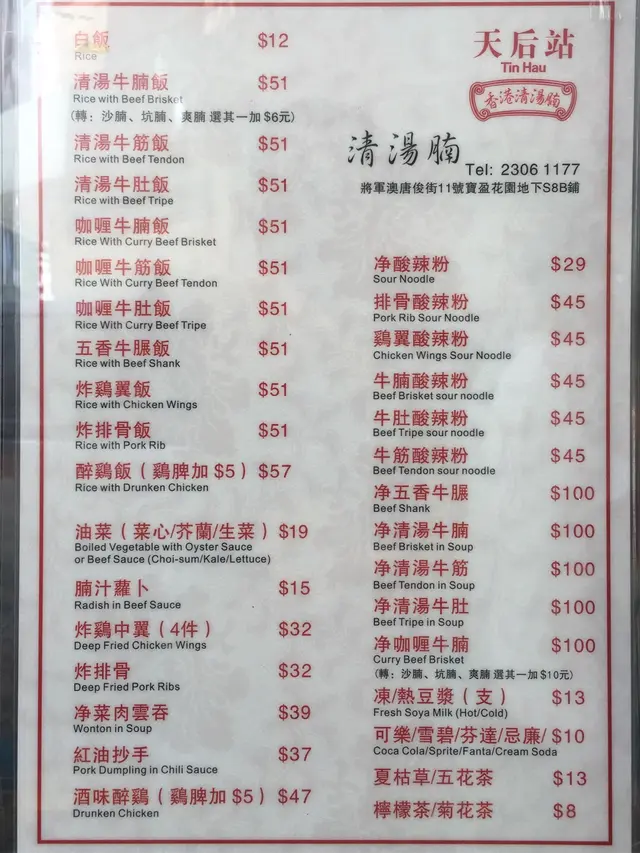 白飯 $12
Rice
清湯牛腩飯 $51
Rice with Beef Brisket
(轉：沙腩、坑腩、爽腩 選其一加 $6元)
清湯牛筋飯 $51
Rice with Beef Tendon
清湯牛肚飯 $51
Rice with Beef Tripe
咖喱牛腩飯 $51
Rice With Curry Beef Brisket
咖喱牛筋飯 $51
Rice With Curry Beef Tendon
咖喱牛肚飯 $51
Rice With Curry Beef Tripe
五香牛𦟌飯 $51
Rice with Beef Shank
炸鷄翼飯 $51
Rice with Chicken Wings
炸排骨飯 $51
Rice with Pork Rib
醉鷄飯（鷄脾加 $5）$57
Rice with Drunken Chicken
油菜（菜心/芥蘭/生菜）$19
Boiled Vegetable with Oyster Sauce
or Beef Sauce (Choi-sum/Kale/Lettuce)
腩汁蘿卜 $15
Radish in Beef Sauce
炸鷄中翼（4件） $32
Deep Fried Chicken Wings
炸排骨 $32
Deep Fried Pork Ribs
净菜肉雲吞 $39
Wonton in Soup
紅油抄手 $37
Pork Dumpling in Chili Sauce
酒味醉鷄（鷄脾加 $5）$47
Drunken Chicken
天后站
Tin Hau
香港清湯腩
清湯腩
Tel: 2306 1177
將軍澳唐俊街11號寶盈花園地下S8B鋪
净酸辣粉 $29
Sour Noodle
排骨酸辣粉 $45
Pork Rib Sour Noodle
鷄翼酸辣粉 $45
Chicken Wings Sour Noodle
牛腩酸辣粉 $45
Beef Brisket sour noodle
牛肚酸辣粉 $45
Beef Tripe sour noodle
牛筋酸辣粉 $45
Beef Tendon sour noodle
净五香牛𦟌 $100
Beef Shank
净清湯牛腩 $100
Beef Brisket in Soup
净清湯牛筋 $100
Beef Tendon in Soup
净清湯牛肚 $100
Beef Tripe in Soup
净咖喱牛腩 $100
Curry Beef Brisket
(轉：沙腩、坑腩、爽腩 選其一加 $10元)
凍/熱豆漿（支） $13
Fresh Soya Milk (Hot/Cold)
可樂/雪碧/芬達/忌廉/ $10
Coca Cola/Sprite/Fanta/Cream Soda
夏枯草/五花茶 $13
檸檬茶/菊花茶 $8